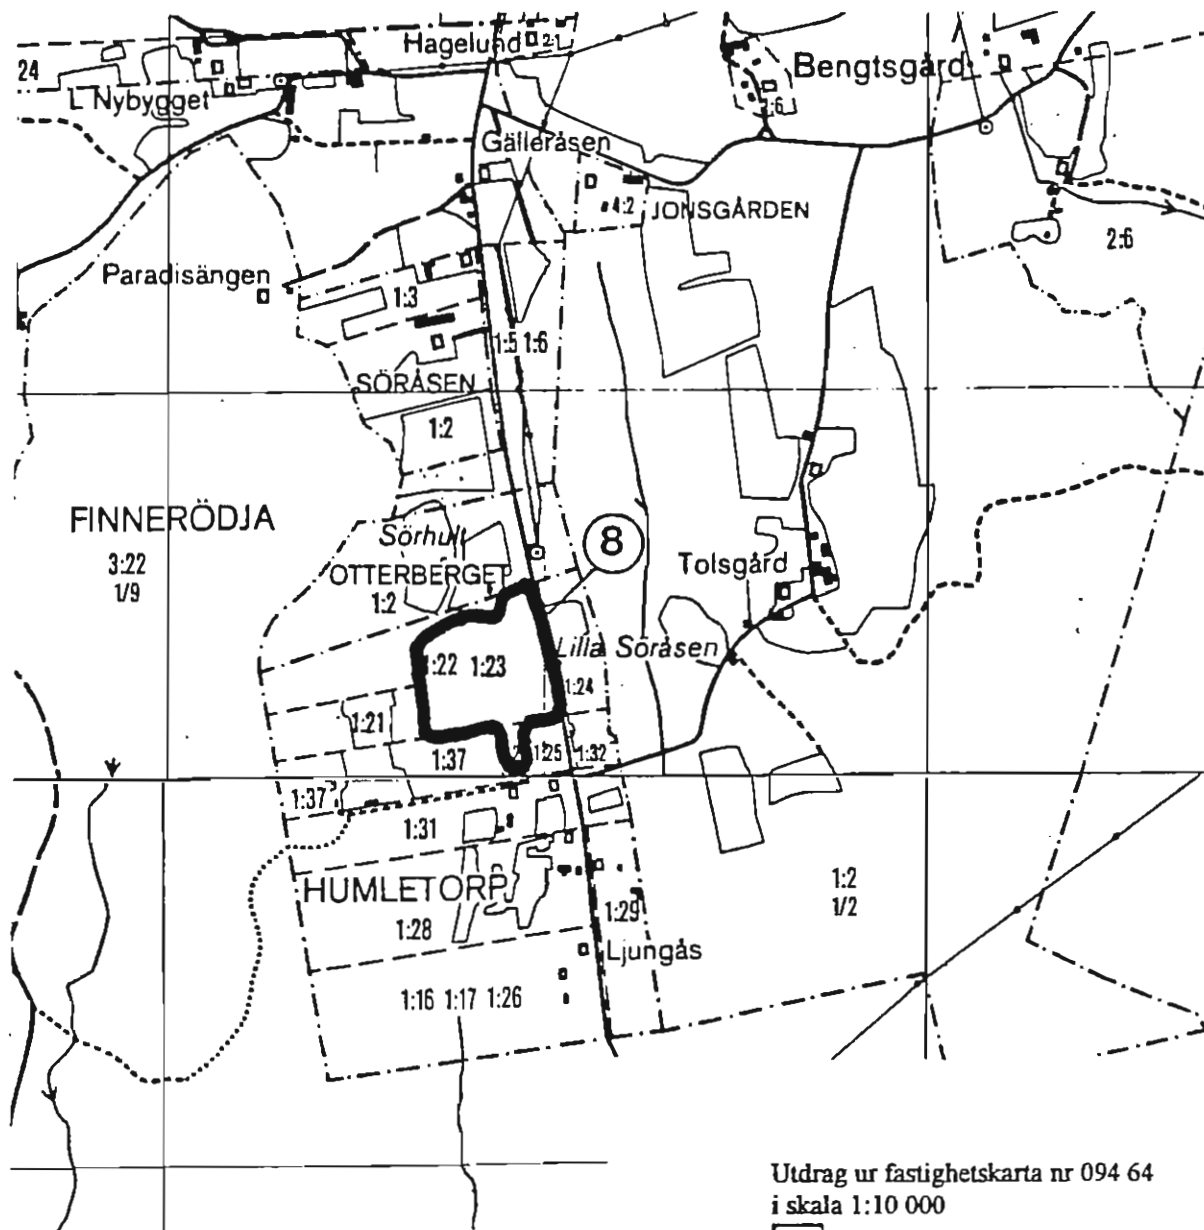 Hagelund 2:1
24
L Nybygget
Bengtsgård
1:6
Gälleråsen
4:2 JONSGÅRDEN
2:6
Paradisängen
1:3
1:5 1:6
SÖRÅSEN
1:2
FINNERÖDJA
3:22
1/9
Sörhult
OTTERBERGET
1:2
8
Tolsgård
Lilla Söråsen
1:22 1:23
1:24
1:21
1:37
1:25
1:32
1:37
1:31
HUMLETORP
1:2
1/2
1:28
1:29
Ljungås
1:16 1:17 1:26
Utdrag ur fastighetskarta nr 094 64
i skala 1:10 000